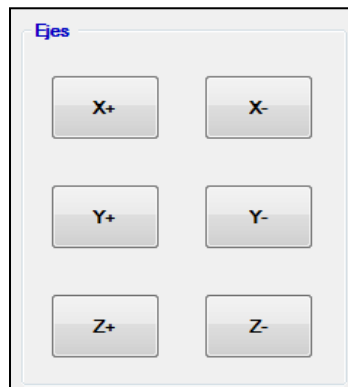 Ejes
X+ X-
Y+ Y-
Z+ Z-